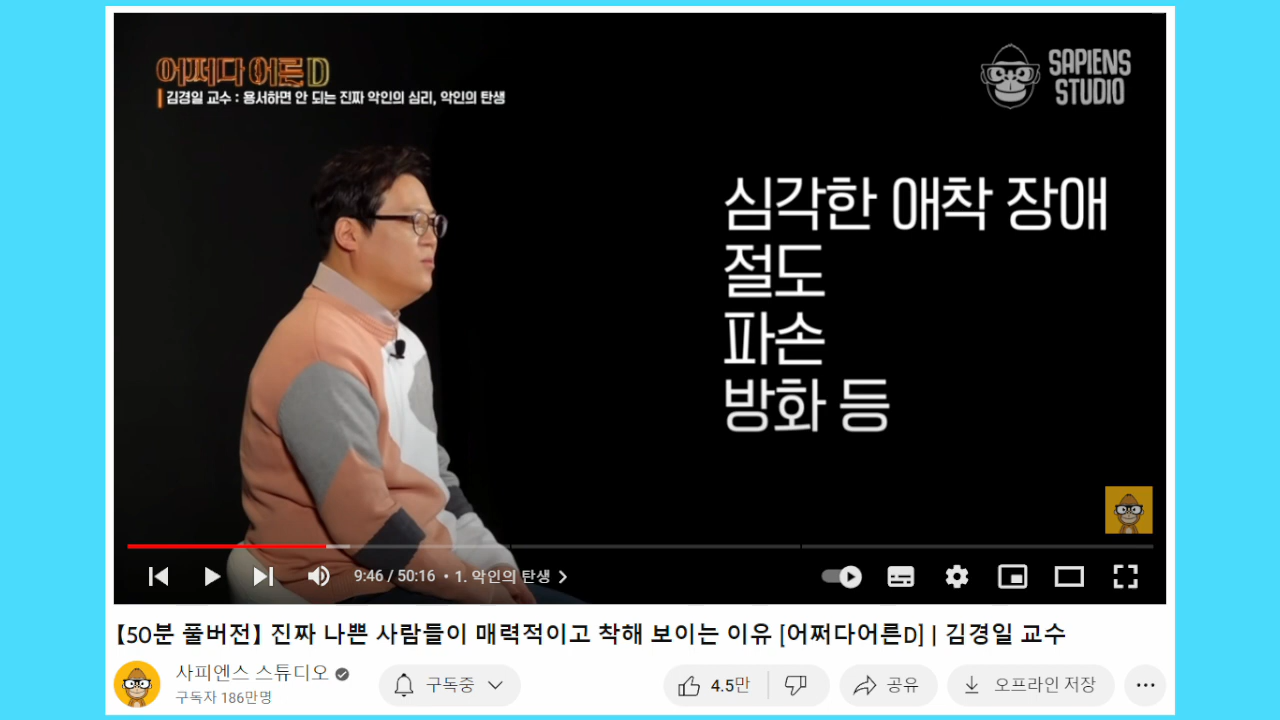 어쩌다 어른D
김경일 교수 : 용서하면 안 되는 진짜 악인의 심리, 악인의 탄생
SAPIENS
STUDIO
심각한 애착 장애
절도
파손
방화 등
9:46 / 50:16 • 1. 악인의 탄생
【50분 풀버전】 진짜 나쁜 사람들이 매력적이고 착해 보이는 이유 [어쩌다어른D] | 김경일 교수
사피엔스 스튜디오
구독자 186만명
구독중
4.5만
공유
오프라인 저장